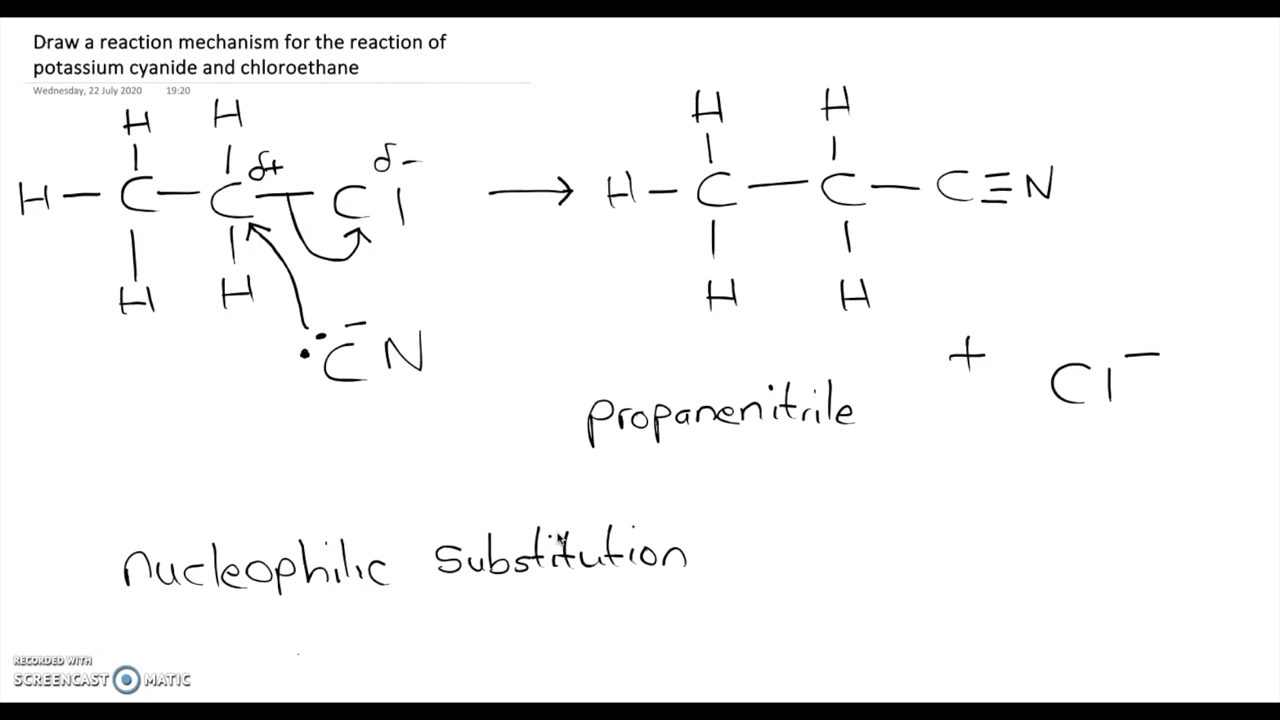 Draw a reaction mechanism for the reaction of
potassium cyanide and chloroethane
Wednesday, 22 July 2020 19:20
H H H H
δ+ δ-
H — C — C — Cl → H — C — C — C≡N
H H H H
:C̄N
+ Cl⁻
propanenitrile
nucleophilic substitution
RECORDED WITH
SCREENCAST MATIC